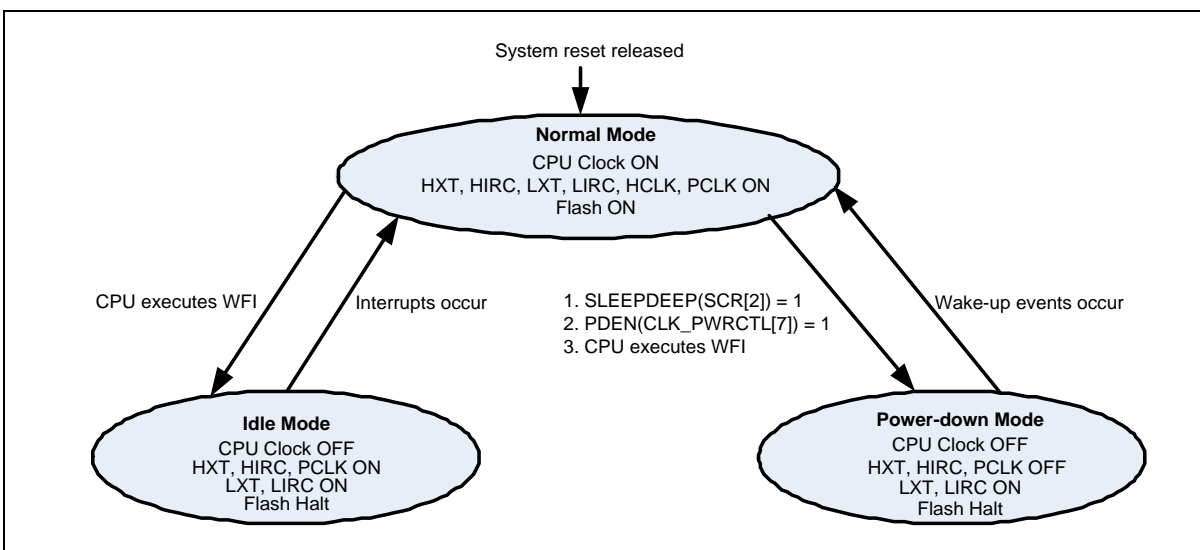 System reset released
Normal Mode
CPU Clock ON
HXT, HIRC, LXT, LIRC, HCLK, PCLK ON
Flash ON
CPU executes WFI
Interrupts occur
1. SLEEPDEEP(SCR[2]) = 1
2. PDEN(CLK_PWRCTL[7]) = 1
3. CPU executes WFI
Wake-up events occur
Idle Mode
CPU Clock OFF
HXT, HIRC, PCLK ON
LXT, LIRC ON
Flash Halt
Power-down Mode
CPU Clock OFF
HXT, HIRC, PCLK OFF
LXT, LIRC ON
Flash Halt